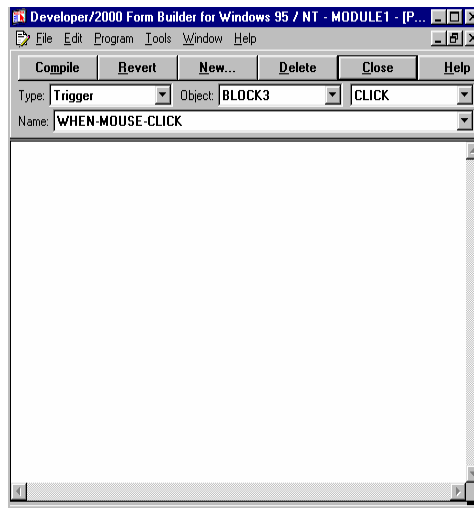 Developer/2000 Form Builder for Windows 95 / NT - MODULE1 - [P...
File Edit Program Tools Window Help
Compile Revert New... Delete Close Help
Type: Trigger Object: BLOCK3 CLICK
Name: WHEN-MOUSE-CLICK